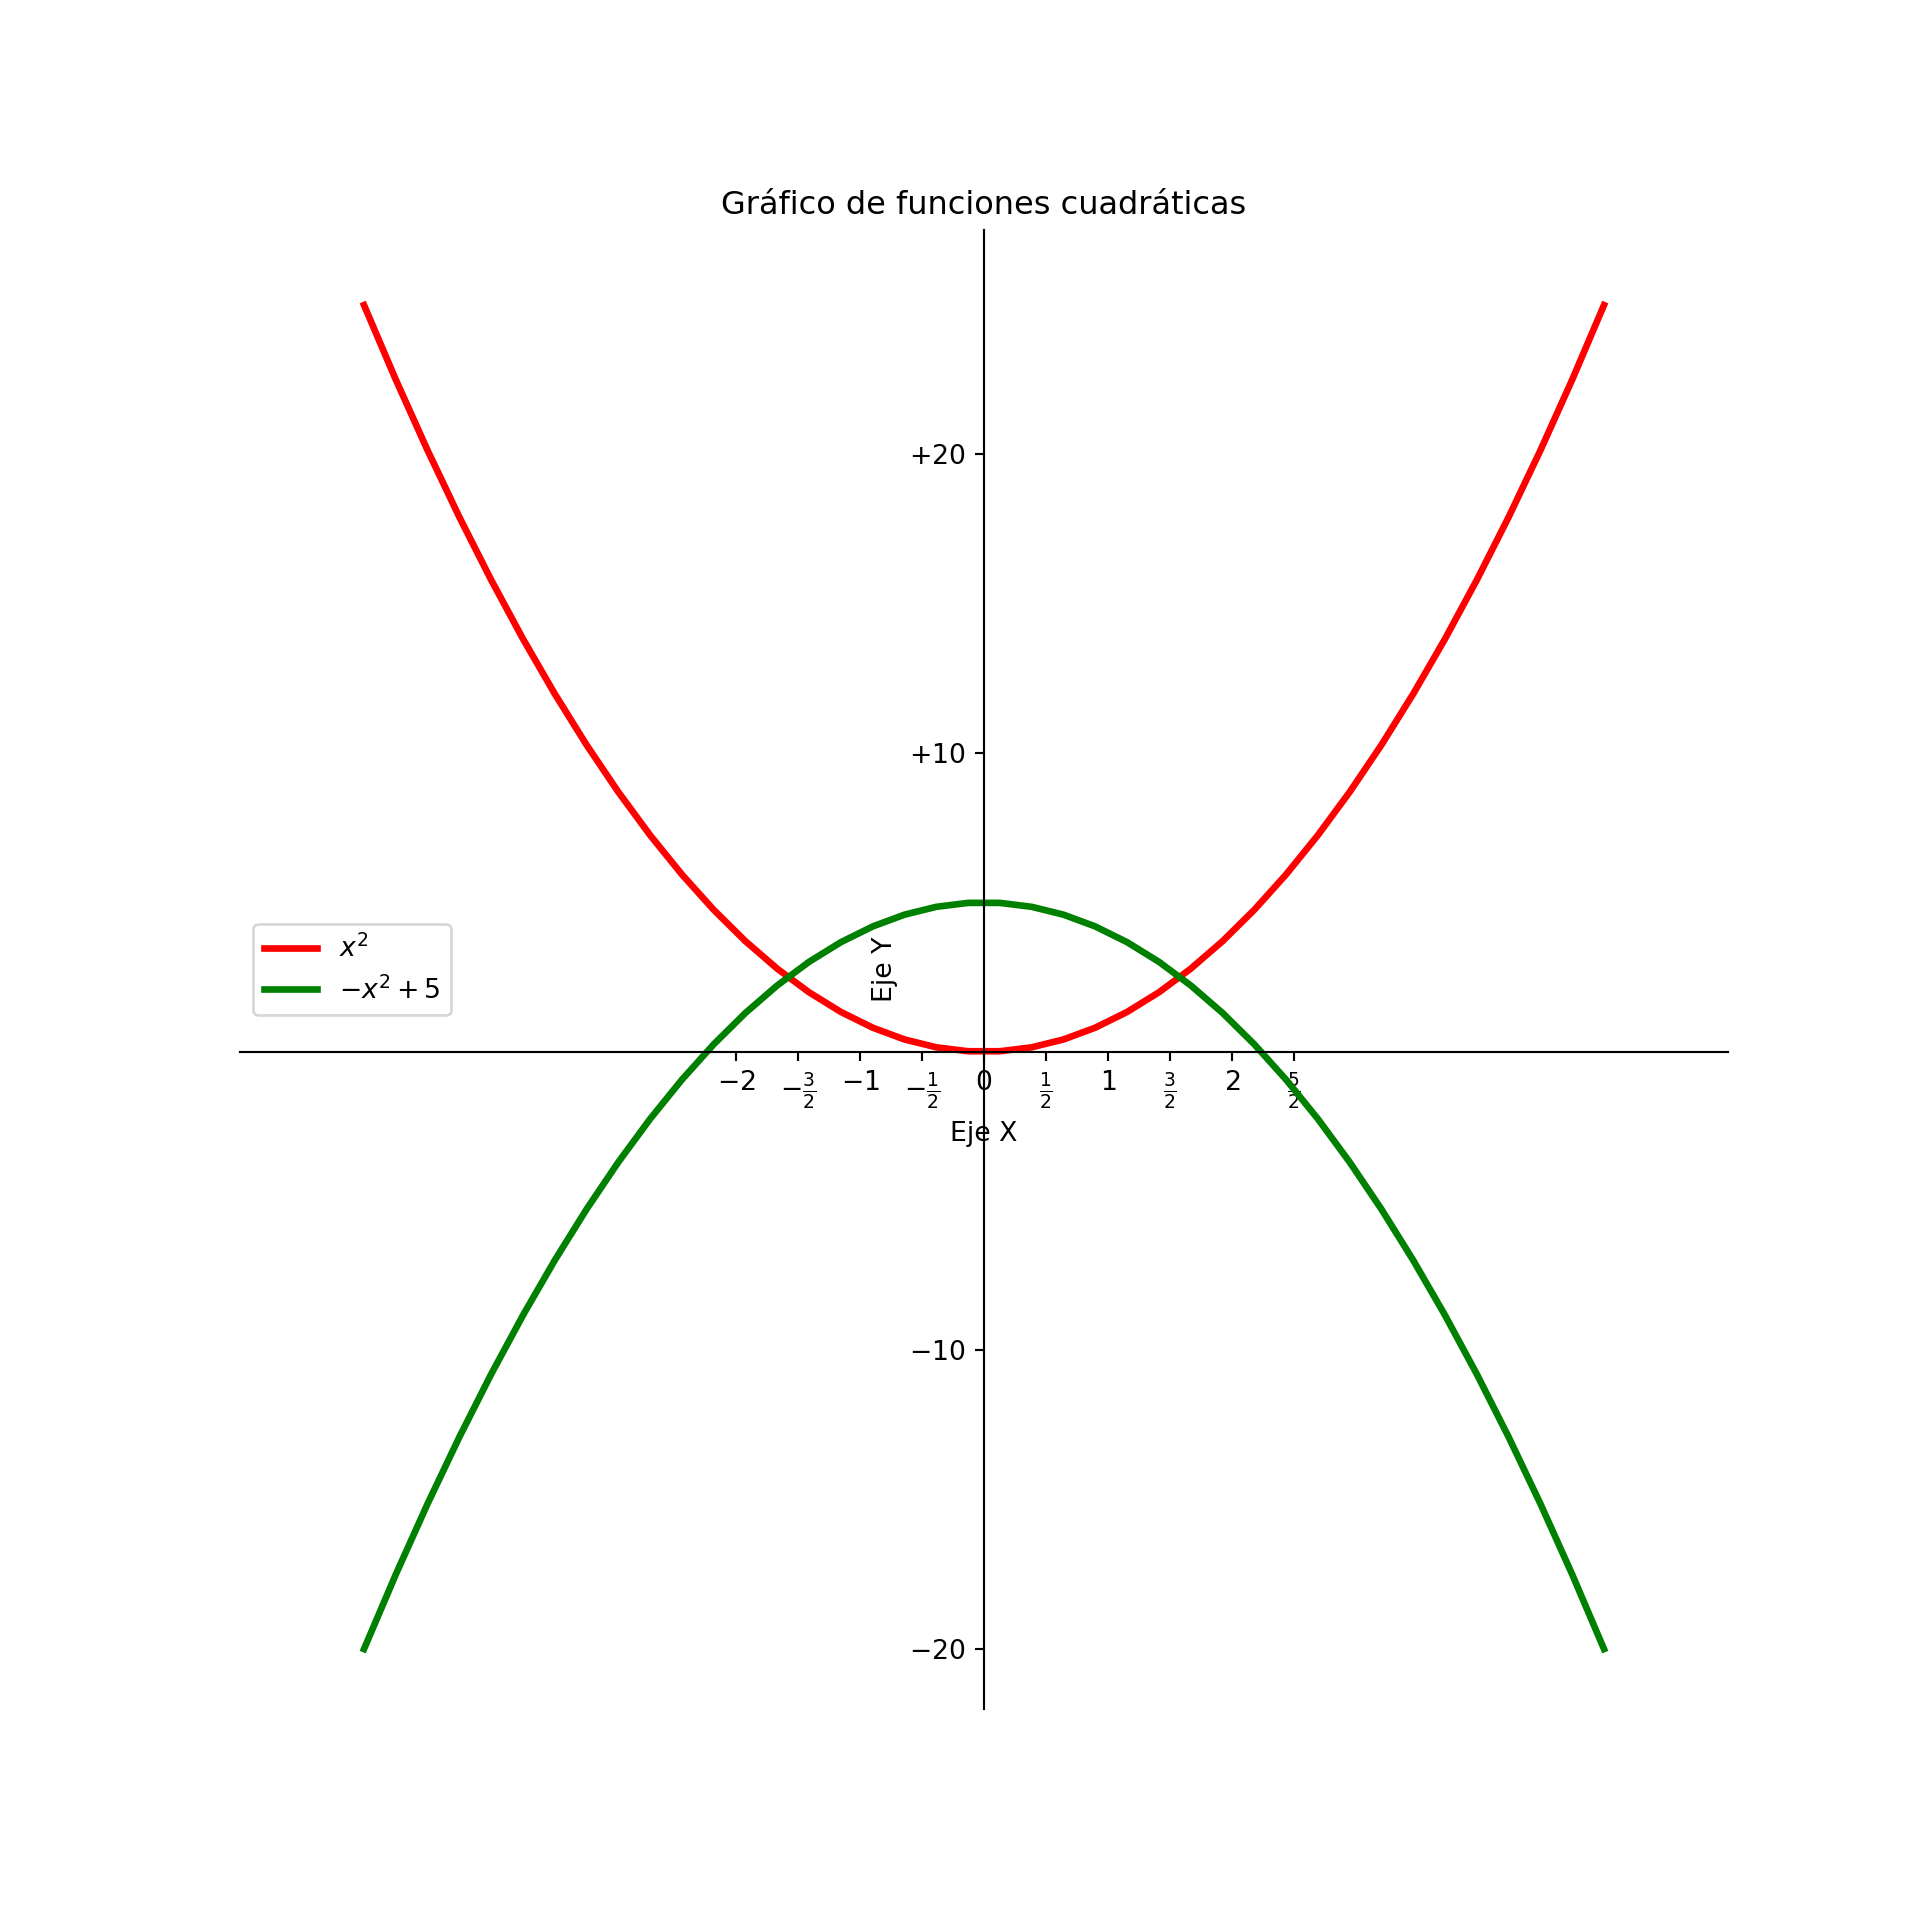 Gráfico de funciones cuadráticas
+20
+10
x²
−x² + 5
Eje Y
−2 −3/2 −1 −1/2 0 1/2 1 3/2 2 5/2
Eje X
−10
−20